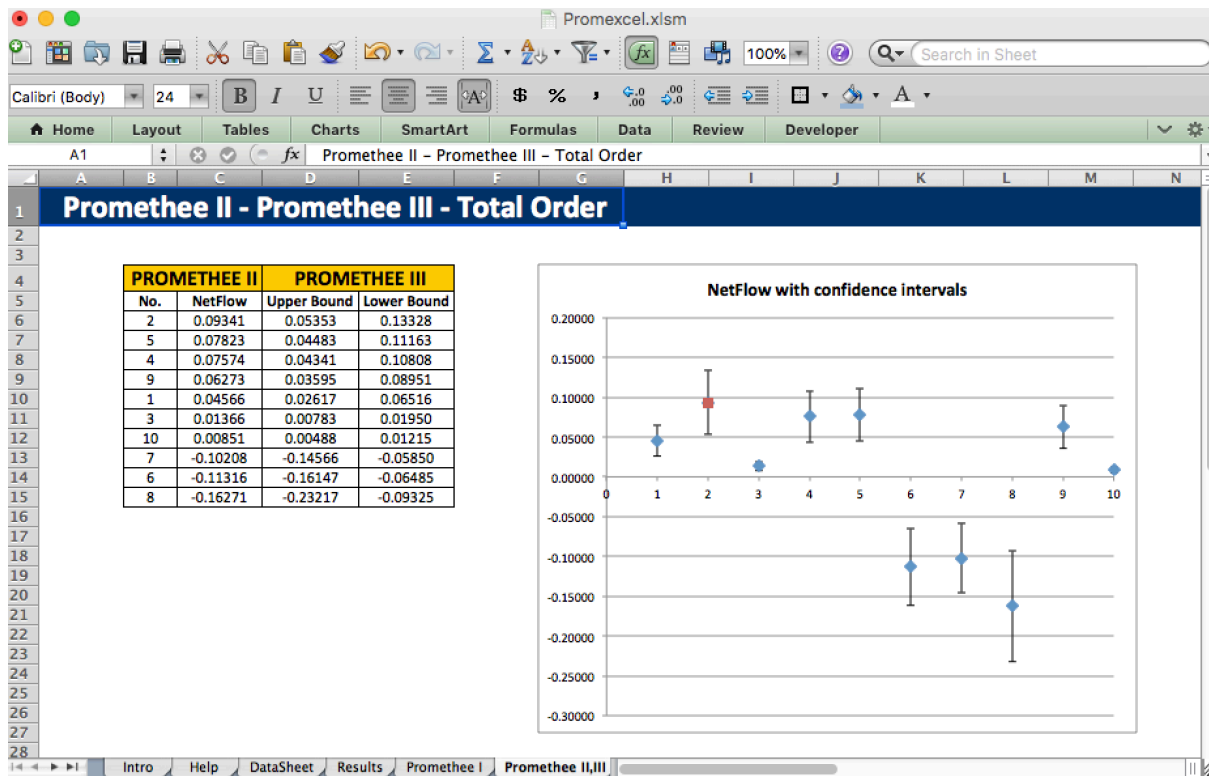 Promexcel.xlsm
100% Search in Sheet
Calibri (Body) 24 B I U A $ % , .0 .00 .00 .0 A
Home Layout Tables Charts SmartArt Formulas Data Review Developer
A1 fx Promethee II - Promethee III - Total Order
A B C D E F G H I J K L M N
1 Promethee II - Promethee III - Total Order
2
3
4 PROMETHEE II PROMETHEE III
5 No. NetFlow Upper Bound Lower Bound
6 2 0.09341 0.05353 0.13328
7 5 0.07823 0.04483 0.11163
8 4 0.07574 0.04341 0.10808
9 9 0.06273 0.03595 0.08951
10 1 0.04566 0.02617 0.06516
11 3 0.01366 0.00783 0.01950
12 10 0.00851 0.00488 0.01215
13 7 -0.10208 -0.14566 -0.05850
14 6 -0.11316 -0.16147 -0.06485
15 8 -0.16271 -0.23217 -0.09325
16
17
18
19
20
21
22
23
24
25
26
27
28
NetFlow with confidence intervals
0.20000
0.15000
0.10000
0.05000
0.00000
0 1 2 3 4 5 6 7 8 9 10
-0.05000
-0.10000
-0.15000
-0.20000
-0.25000
-0.30000
Intro Help DataSheet Results Promethee I Promethee II,III